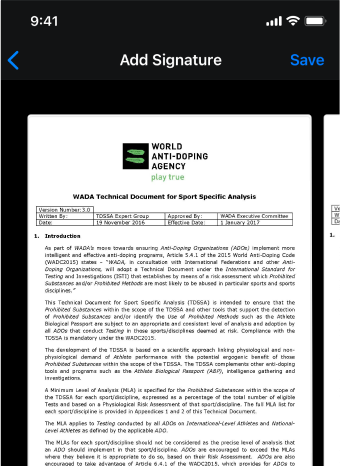 9:41
Add Signature
Save
WORLD
ANTI-DOPING
AGENCY
play true
WADA Technical Document for Sport Specific Analysis
Version Number: 3.0
Written By: TDSSA Expert Group Approved By: WADA Executive Committee
Date: 19 November 2016 Effective Date: 1 January 2017
1. Introduction
As part of WADA's move towards ensuring Anti-Doping Organizations (ADOs) implement more
intelligent and effective anti-doping programs, Article 5.4.1 of the 2015 World Anti-Doping Code
(WADC2015) states – "WADA, in consultation with International Federations and other Anti-
Doping Organizations, will adopt a Technical Document under the International Standard for
Testing and Investigations (ISTI) that establishes by means of a risk assessment which Prohibited
Substances and/or Prohibited Methods are most likely to be abused in particular sports and sports
disciplines."
This Technical Document for Sport Specific Analysis (TDSSA) is intended to ensure that the
Prohibited Substances within the scope of the TDSSA and other tools that support the detection
of Prohibited Substances and/or identify the Use of Prohibited Methods such as the Athlete
Biological Passport are subject to an appropriate and consistent level of analysis and adoption by
all ADOs that conduct Testing in those sports/disciplines deemed at risk. Compliance with the
TDSSA is mandatory under the WADC2015.
The development of the TDSSA is based on a scientific approach linking physiological and non-
physiological demand of Athlete performance with the potential ergogenic benefit of those
Prohibited Substances within the scope of the TDSSA. The TDSSA complements other anti-doping
tools and programs such as the Athlete Biological Passport (ABP), intelligence gathering and
investigations.
A Minimum Level of Analysis (MLA) is specified for the Prohibited Substances within the scope of
the TDSSA for each sport/discipline, expressed as a percentage of the total number of eligible
Tests and based on a Physiological Risk Assessment of that sport/discipline. The full MLA list for
each sport/discipline is provided in Appendices 1 and 2 of this Technical Document.
The MLA applies to Testing conducted by all ADOs on International-Level Athletes and National-
Level Athletes as defined by the applicable ADO.
The MLAs for each sport/discipline should not be considered as the precise level of analysis that
an ADO should implement in that sport/discipline. ADOs are encouraged to exceed the MLAs
where they believe it is appropriate to do so, based on their Risk Assessment. ADOs are also
encouraged to take advantage of Article 6.4.1 of the WADC2015, which provides for ADOs to
1.